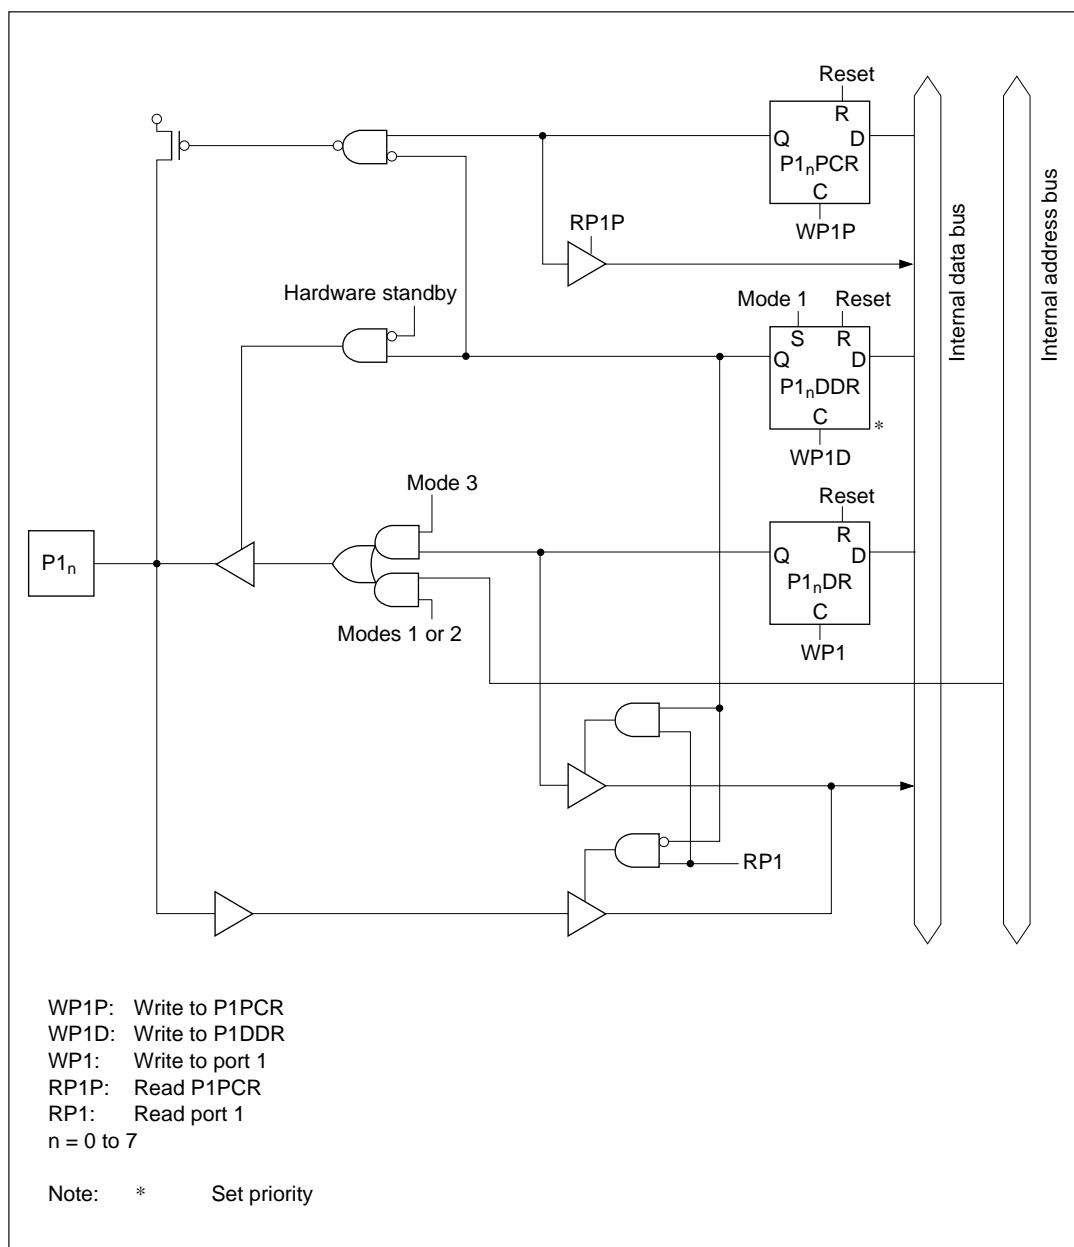 Reset
R
Q D
P1nPCR
C
WP1P
RP1P
Internal data bus
Internal address bus
Hardware standby
Mode 1 Reset
S R
Q D
P1nDDR
C
*
WP1D
Mode 3
Reset
R
Q D
P1n
P1nDR
C
Modes 1 or 2
WP1
RP1
WP1P: Write to P1PCR
WP1D: Write to P1DDR
WP1: Write to port 1
RP1P: Read P1PCR
RP1: Read port 1
n = 0 to 7
Note: * Set priority